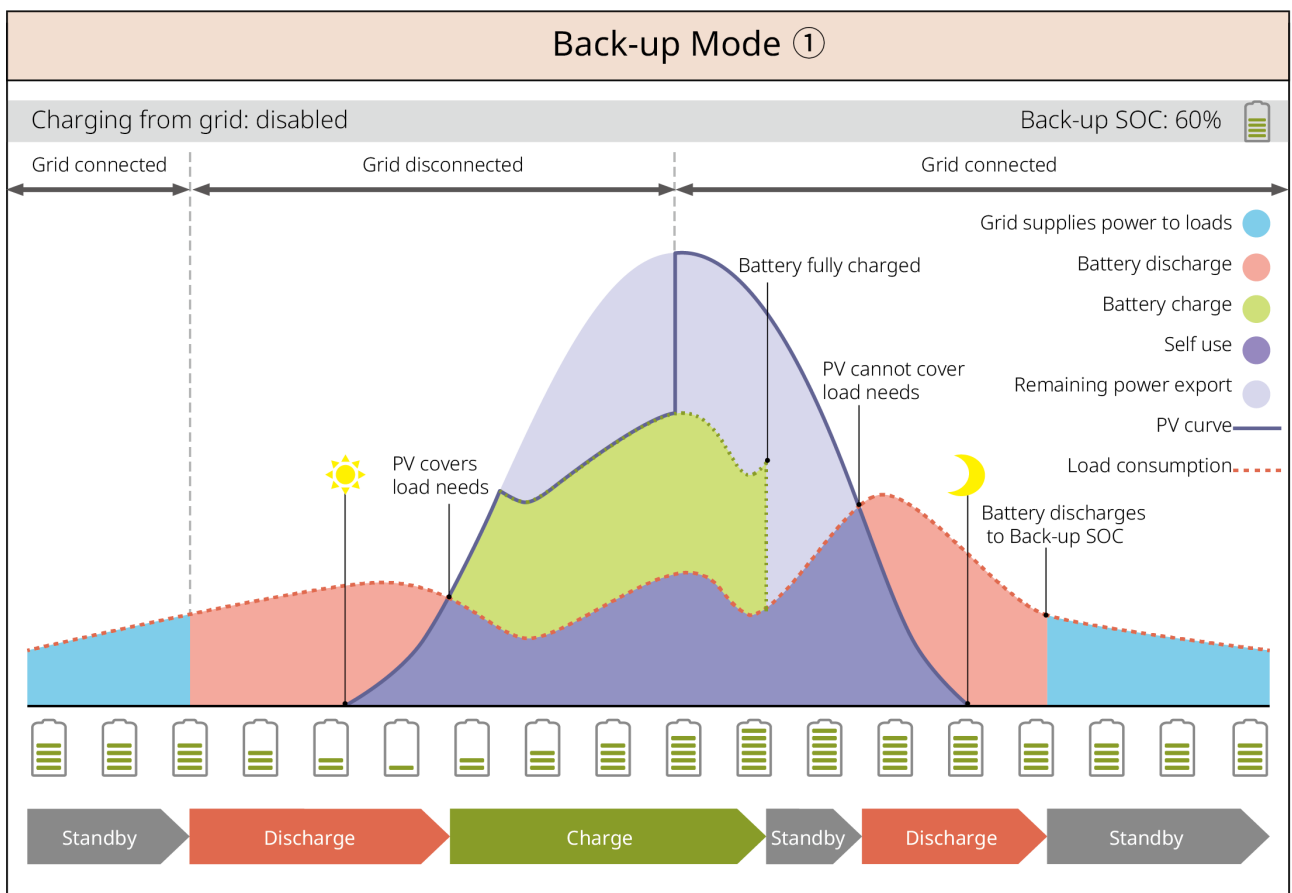 Back-up Mode ①
Charging from grid: disabled
Back-up SOC: 60%
Grid connected
Grid disconnected
Grid connected
Grid supplies power to loads
Battery discharge
Battery charge
Self use
Remaining power export
PV curve
Load consumption
Battery fully charged
PV cannot cover
load needs
PV covers
load needs
Battery discharges
to Back-up SOC
Standby
Discharge
Charge
Standby
Discharge
Standby